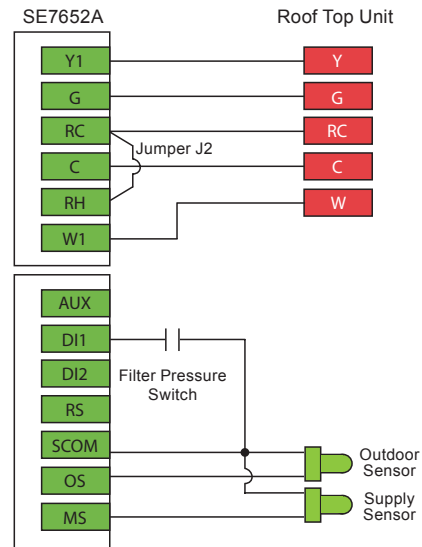 SE7652A
Roof Top Unit
Y1
Y
G
G
RC
RC
Jumper J2
C
C
RH
W
W1
AUX
DI1
DI2
Filter Pressure
Switch
RS
SCOM
Outdoor
Sensor
OS
Supply
Sensor
MS